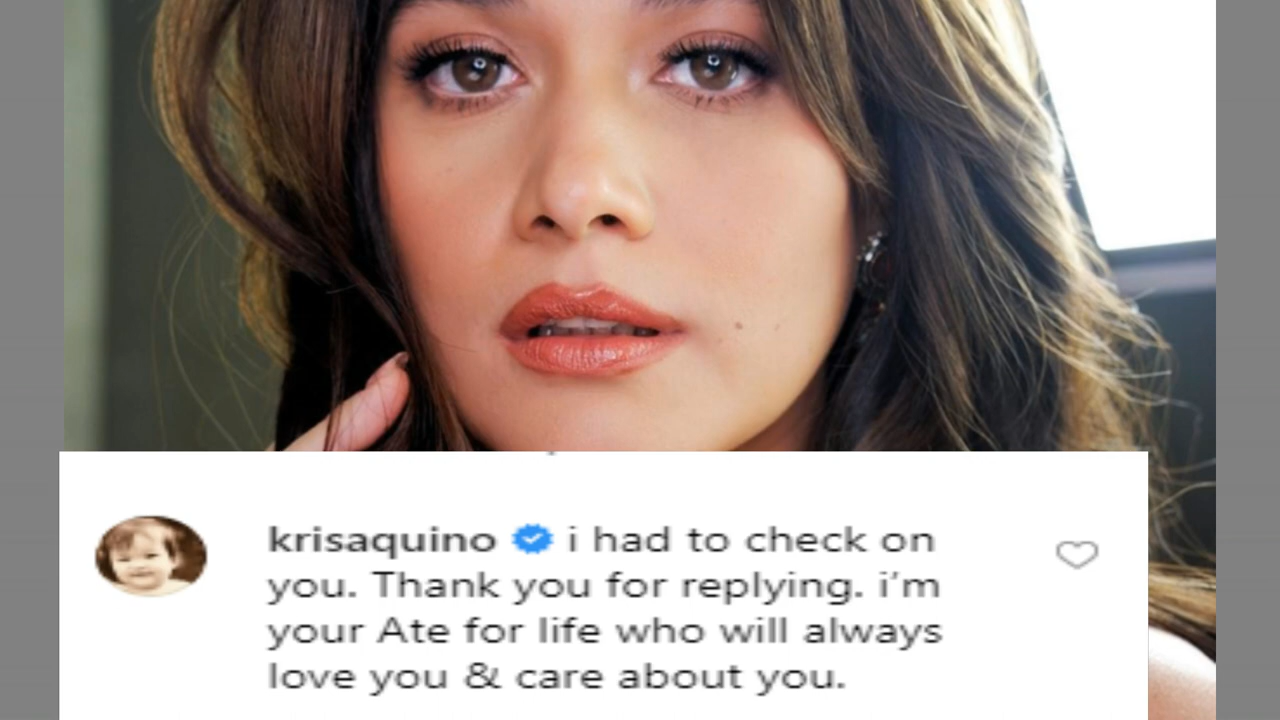 krisaquino i had to check on
you. Thank you for replying. i'm
your Ate for life who will always
love you & care about you.